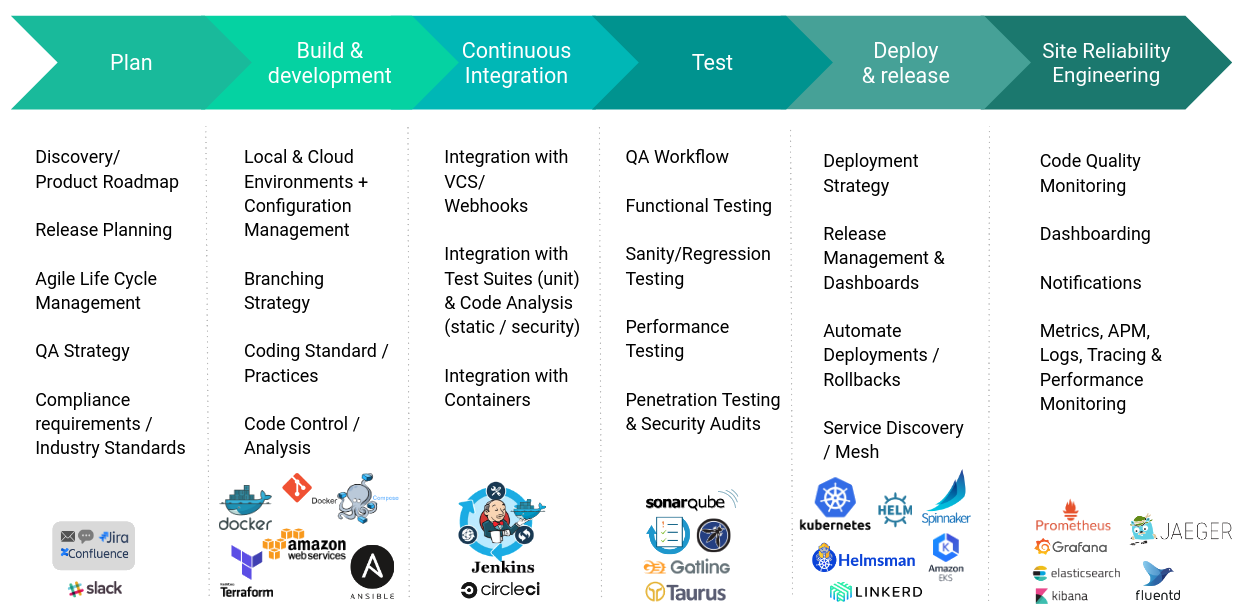 Plan
Build &
development
Continuous
Integration
Test
Deploy
& release
Site Reliability
Engineering
Discovery/
Product Roadmap
Release Planning
Agile Life Cycle
Management
QA Strategy
Compliance
requirements /
Industry Standards
Jira
Confluence
slack
Local & Cloud
Environments +
Configuration
Management
Branching
Strategy
Coding Standard /
Practices
Code Control /
Analysis
docker
Docker Compose
amazon
web services
Terraform
ANSIBLE
Integration with
VCS/
Webhooks
Integration with
Test Suites (unit)
& Code Analysis
(static / security)
Integration with
Containers
Jenkins
circleci
QA Workflow
Functional Testing
Sanity/Regression
Testing
Performance
Testing
Penetration Testing
& Security Audits
sonarqube
Gatling
Taurus
Deployment
Strategy
Release
Management &
Dashboards
Automate
Deployments /
Rollbacks
Service Discovery
/ Mesh
kubernetes
HELM
Spinnaker
Helmsman
Amazon
EKS
LINKERD
Code Quality
Monitoring
Dashboarding
Notifications
Metrics, APM,
Logs, Tracing &
Performance
Monitoring
Prometheus
JAEGER
Grafana
elasticsearch
kibana
fluentd